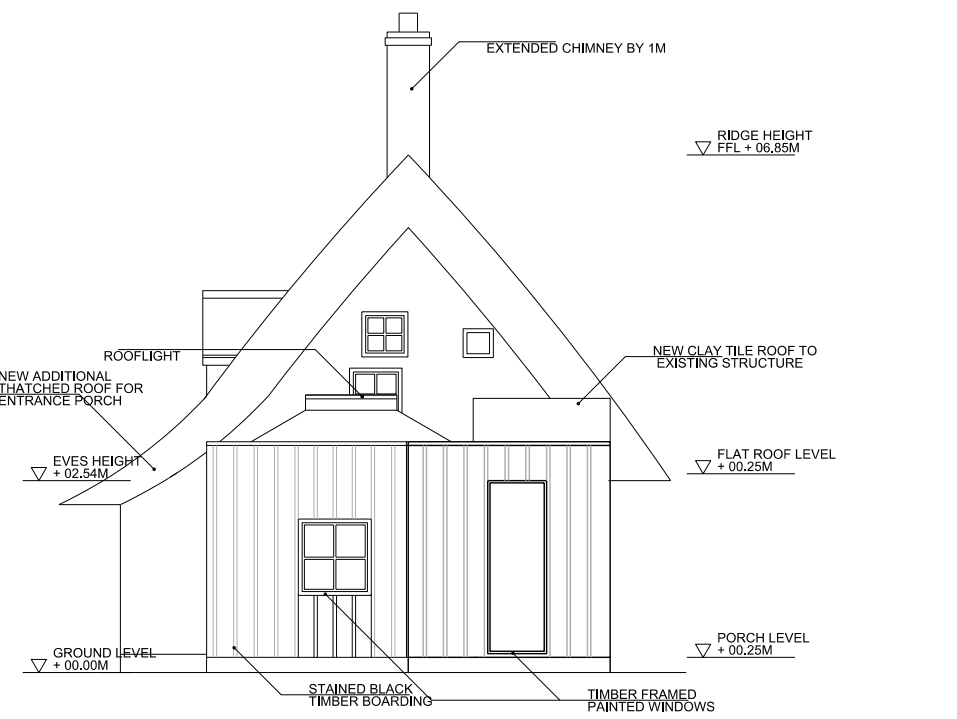 EXTENDED CHIMNEY BY 1M
RIDGE HEIGHT
FFL + 06.85M
ROOFLIGHT
NEW CLAY TILE ROOF TO
EXISTING STRUCTURE
NEW ADDITIONAL
THATCHED ROOF FOR
ENTRANCE PORCH
EVES HEIGHT
+ 02.54M
FLAT ROOF LEVEL
+ 00.25M
GROUND LEVEL
+ 00.00M
PORCH LEVEL
+ 00.25M
STAINED BLACK
TIMBER BOARDING
TIMBER FRAMED
PAINTED WINDOWS